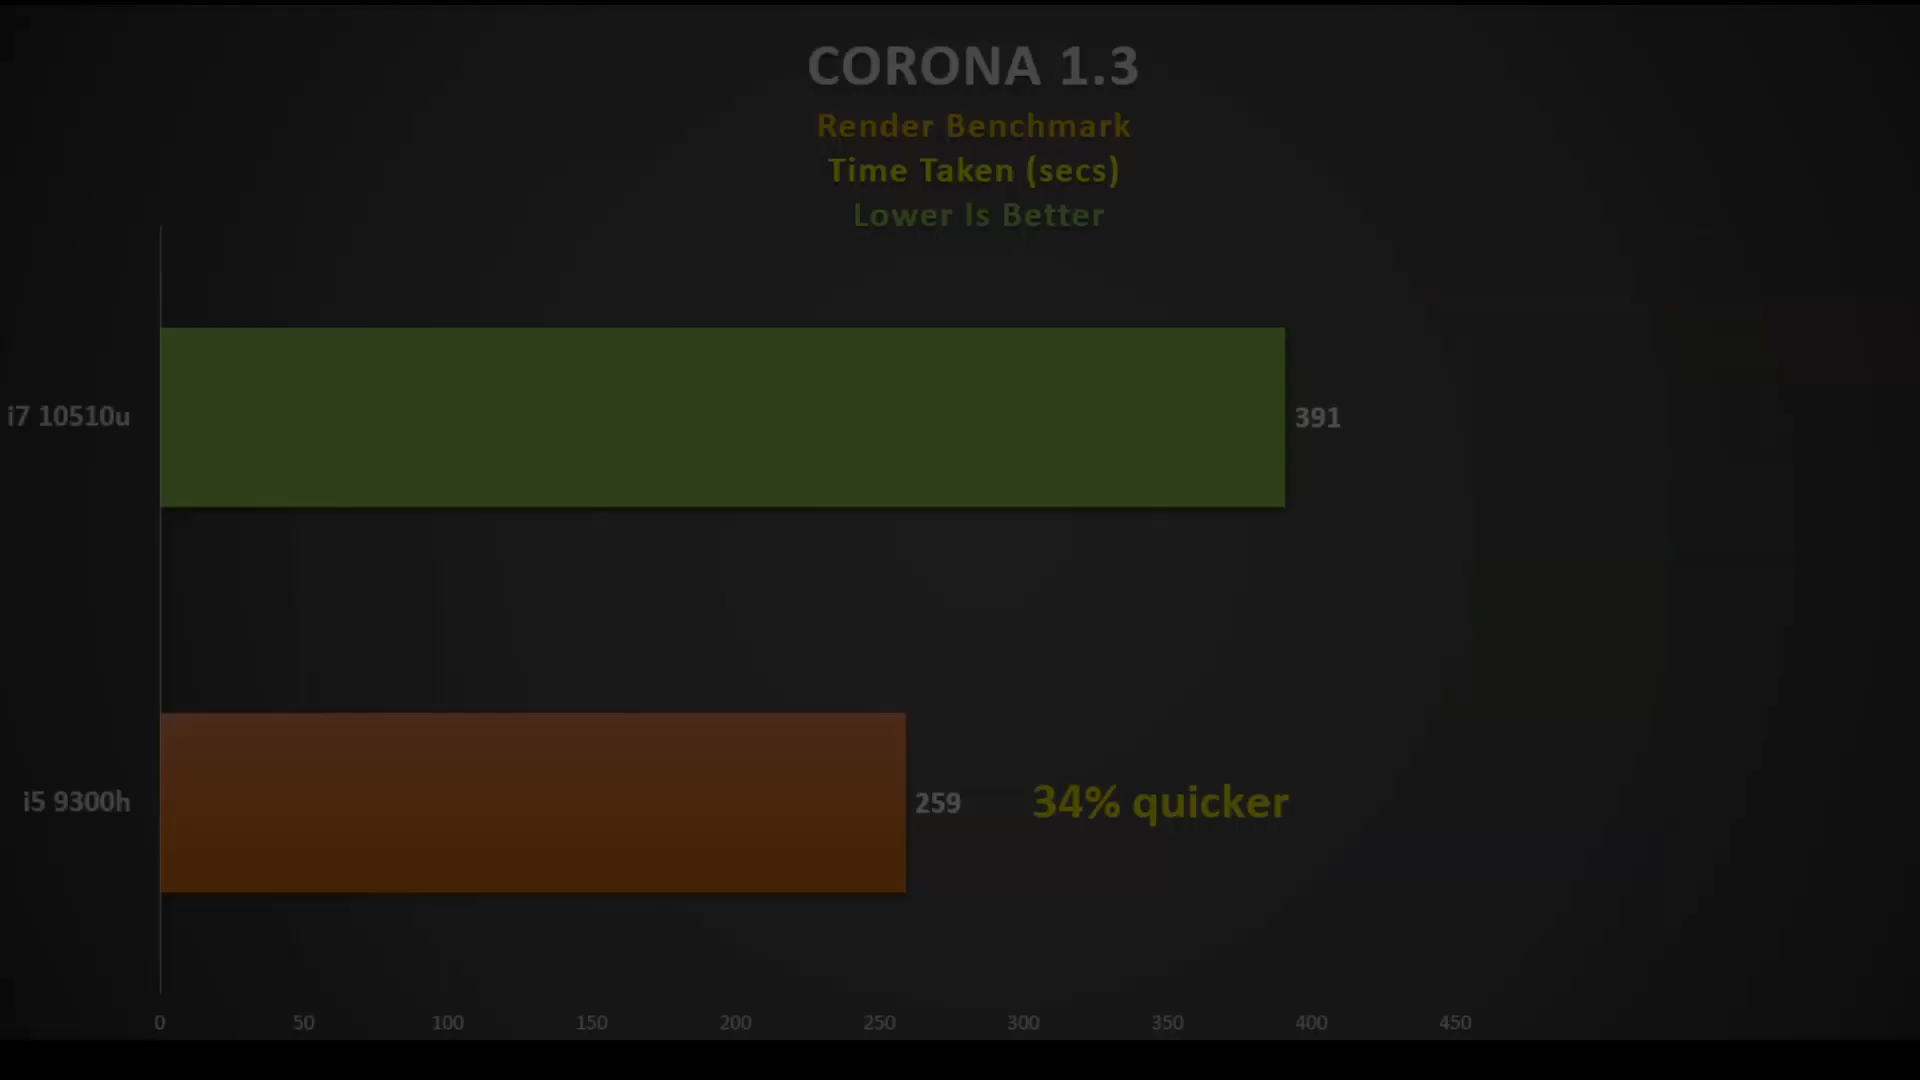 CORONA 1.3
Render Benchmark
Time Taken (secs)
Lower Is Better
i7 10510u
391
i5 9300h
259
34% quicker
0 50 100 150 200 250 300 350 400 450